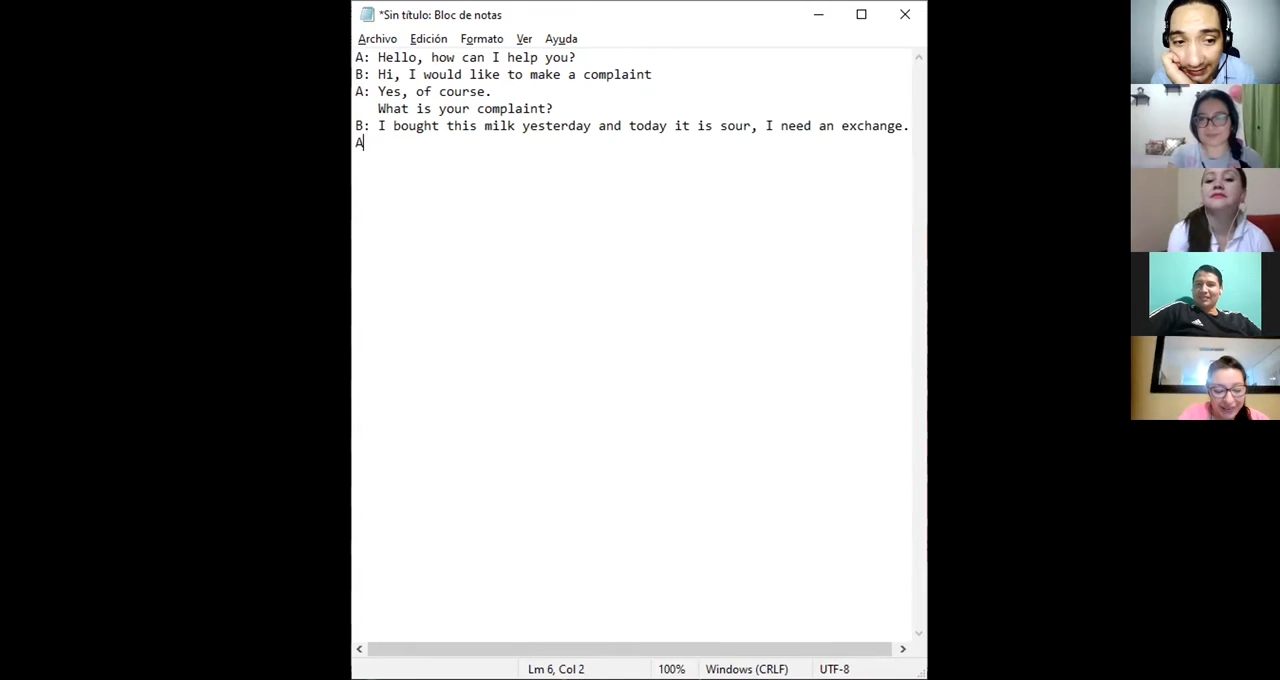 *Sin título: Bloc de notas
Archivo Edición Formato Ver Ayuda
A: Hello, how can I help you?
B: Hi, I would like to make a complaint
A: Yes, of course.
What is your complaint?
B: I bought this milk yesterday and today it is sour, I need an exchange.
A
Lm 6, Col 2 100% Windows (CRLF) UTF-8